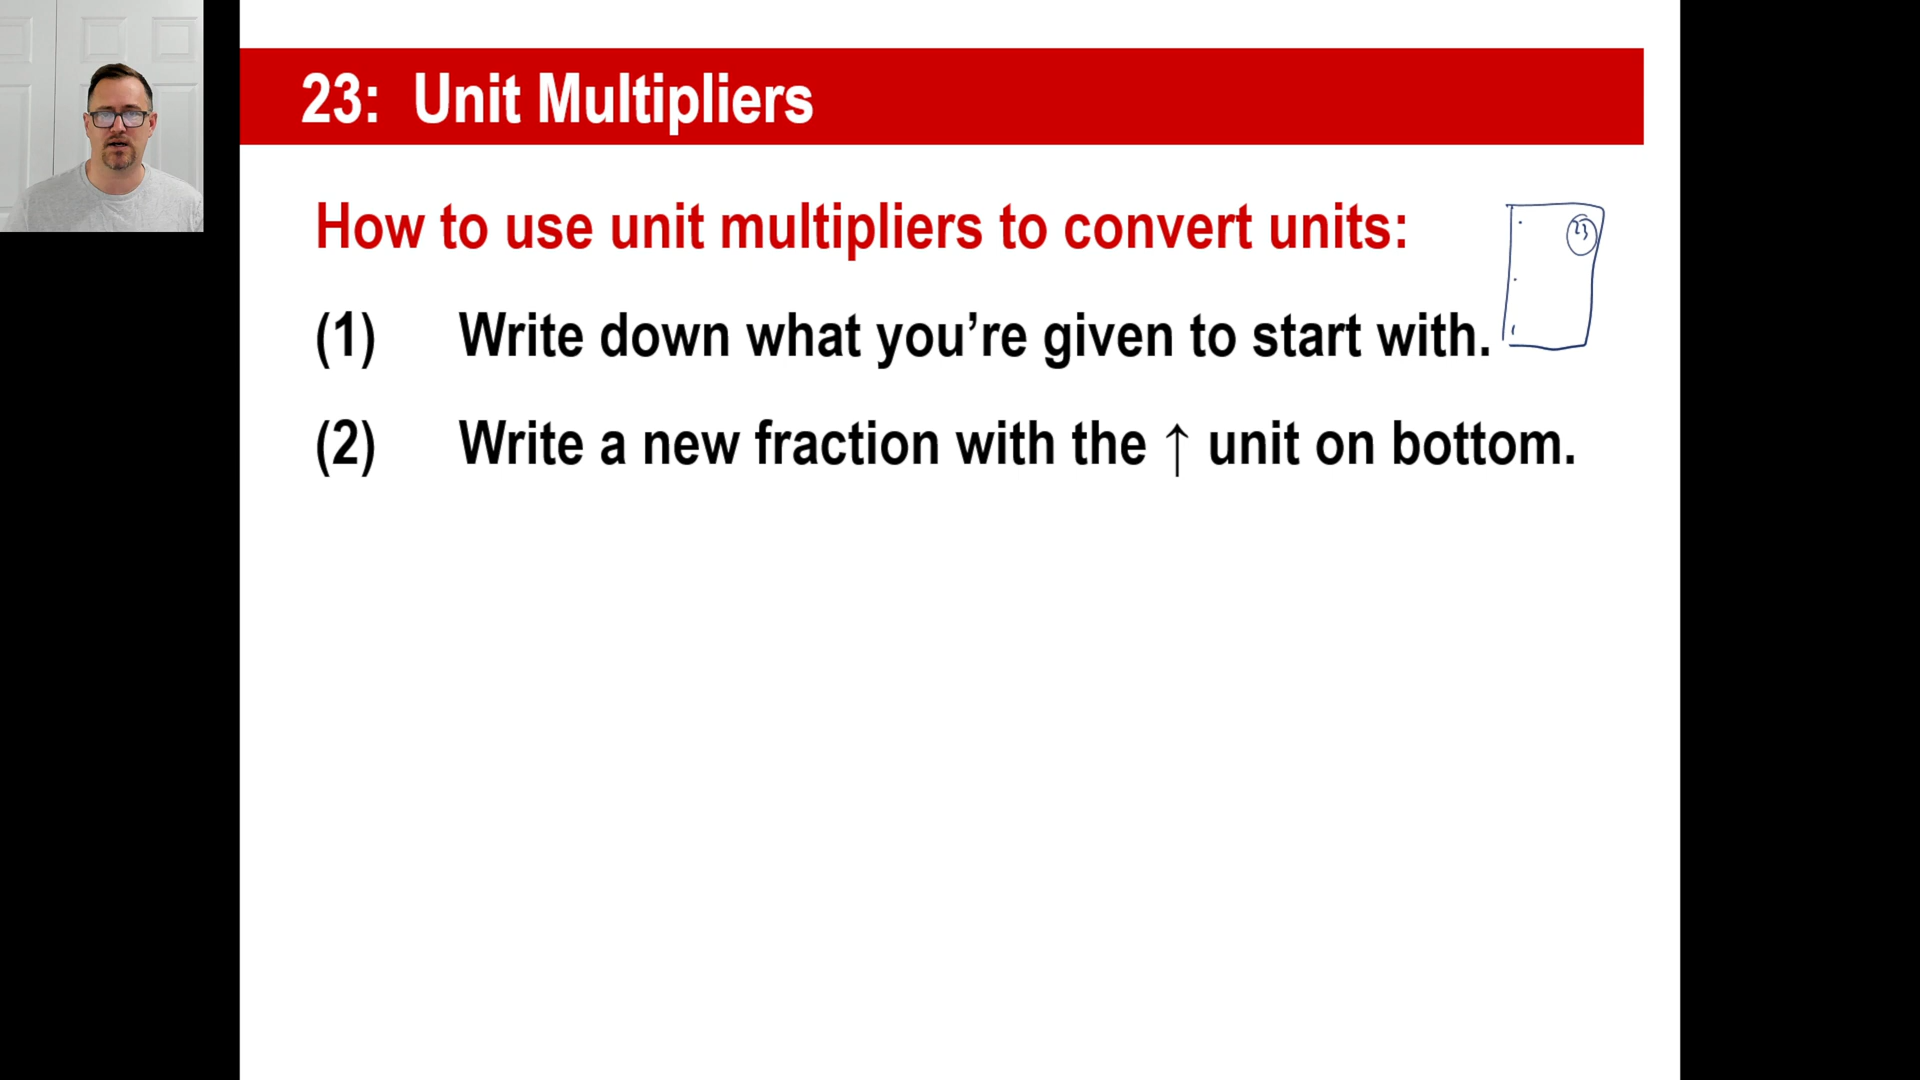 23: Unit Multipliers
How to use unit multipliers to convert units:
23
(1) Write down what you’re given to start with.
(2) Write a new fraction with the ↑ unit on bottom.